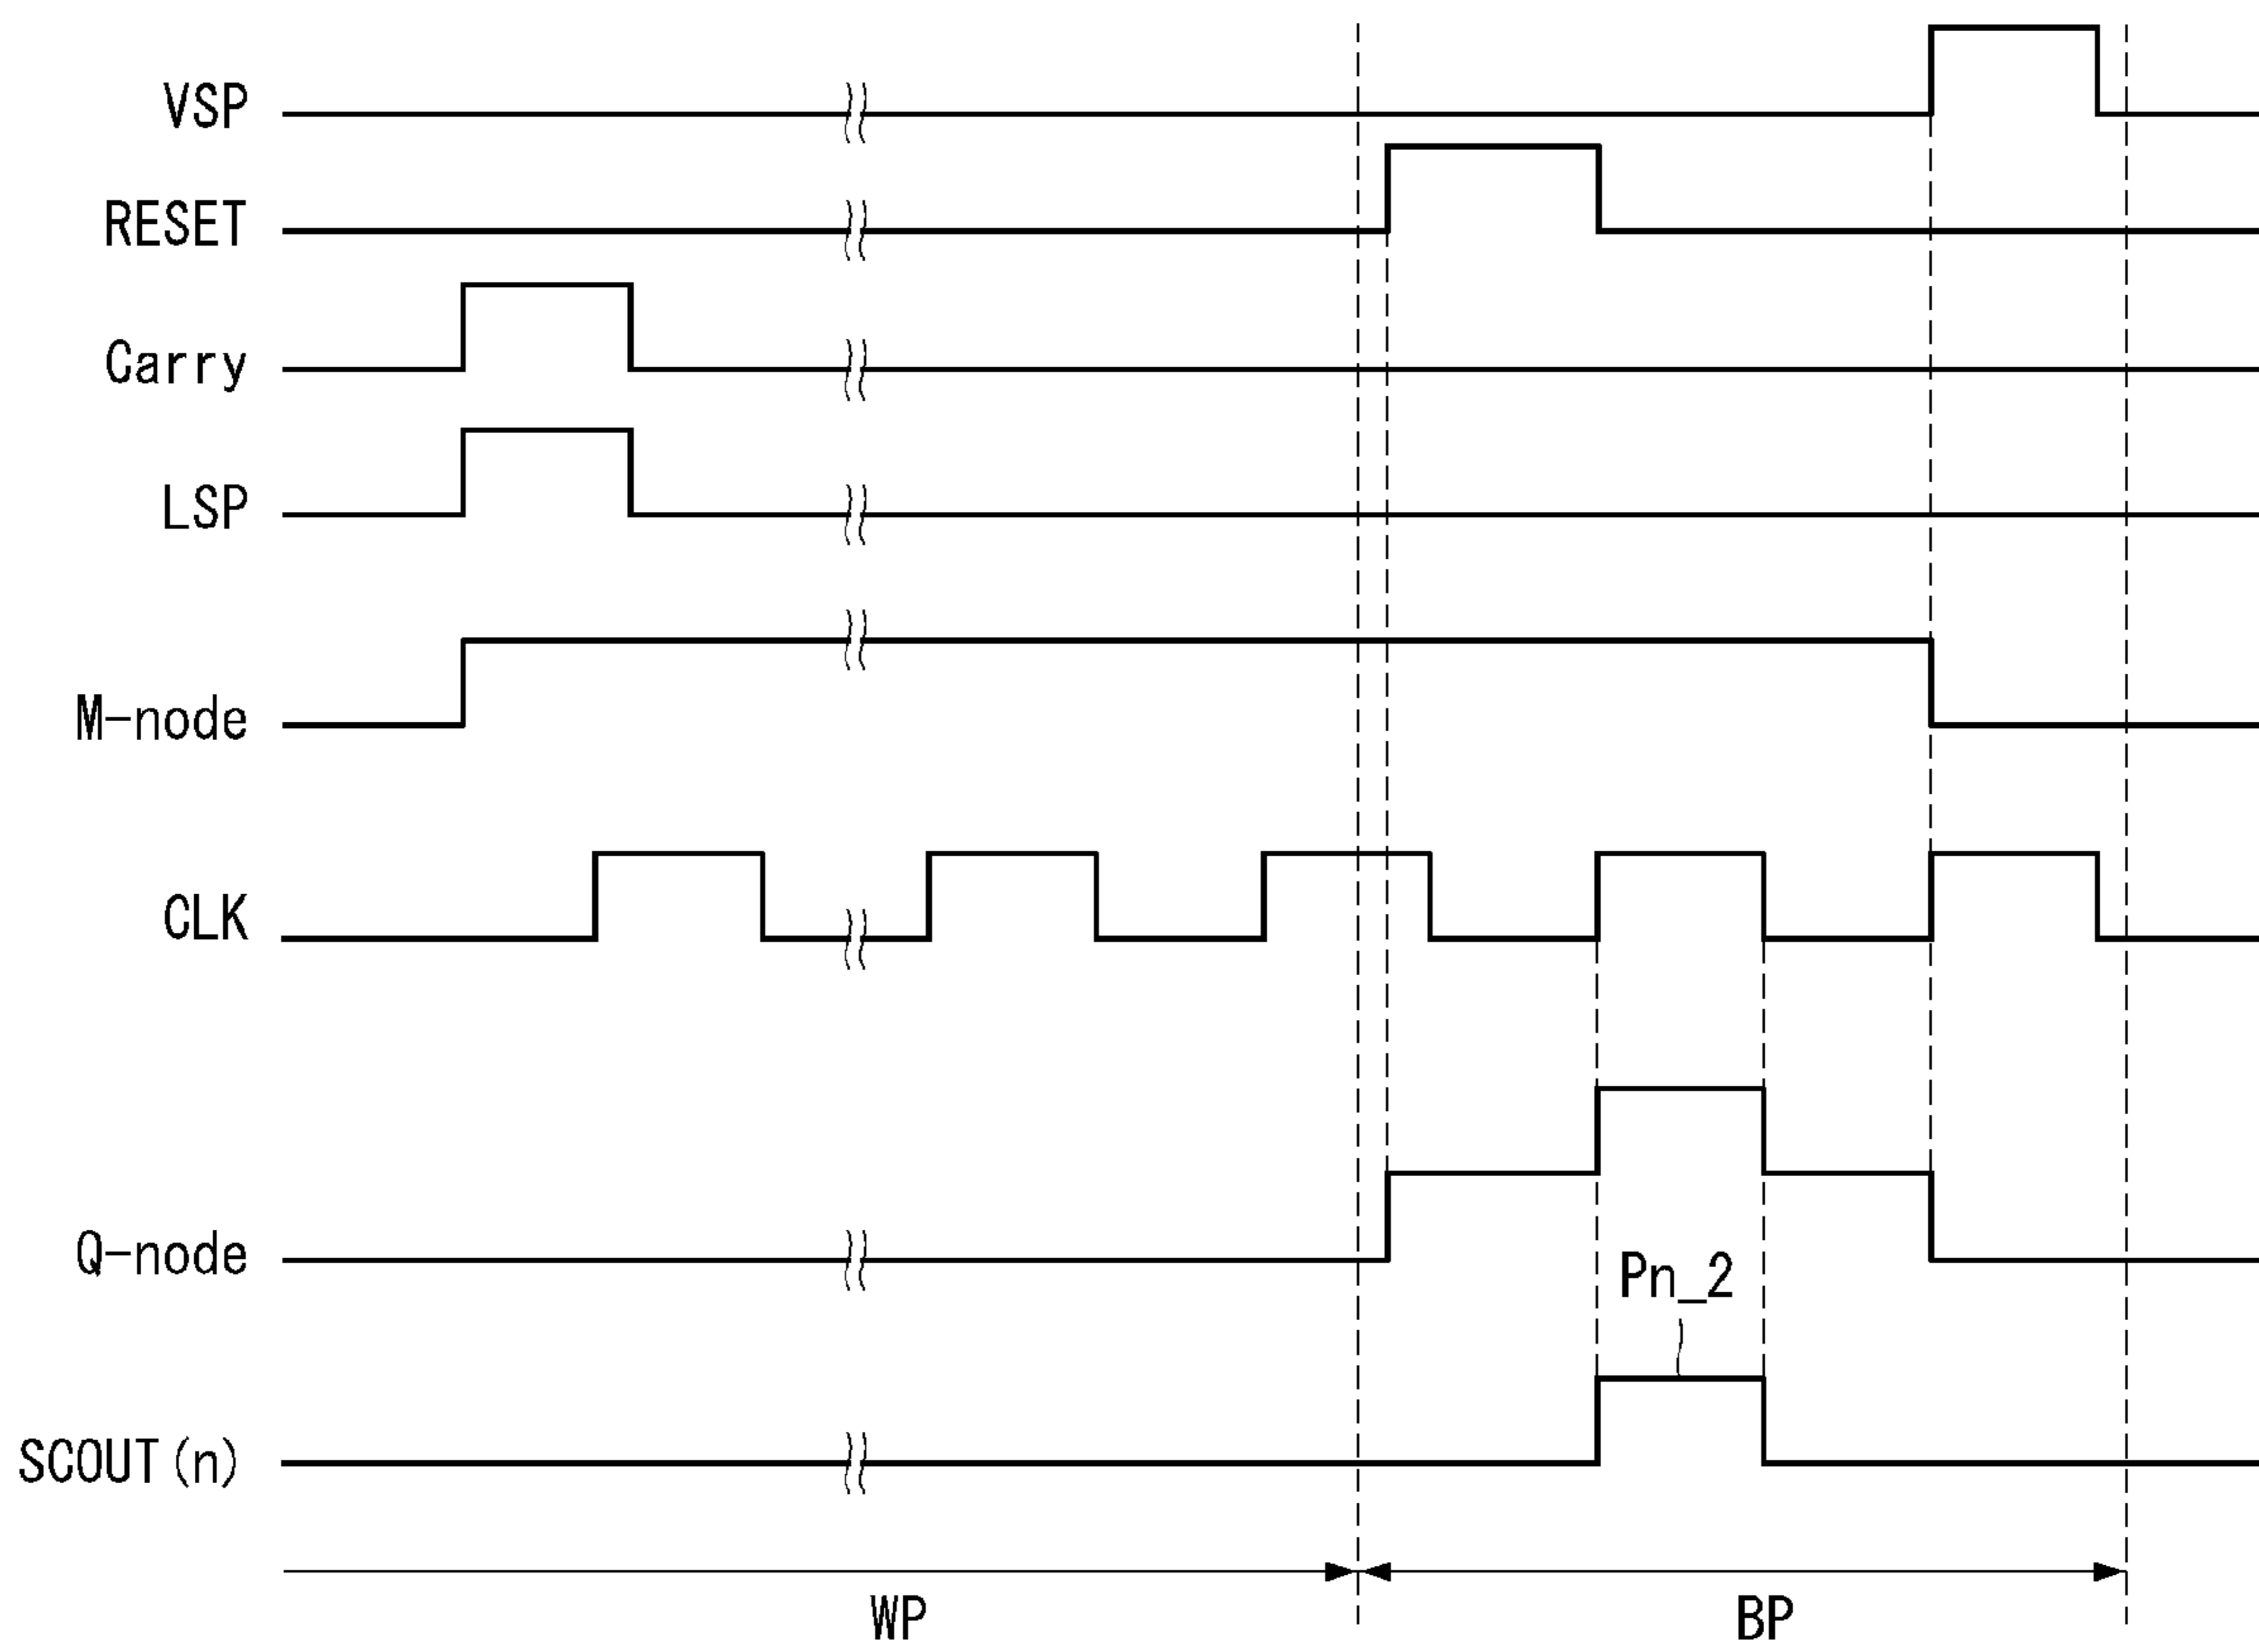 VSP
RESET
Carry
LSP
M-node
CLK
Q-node
Pn_2
SCOUT(n)
WP
BP